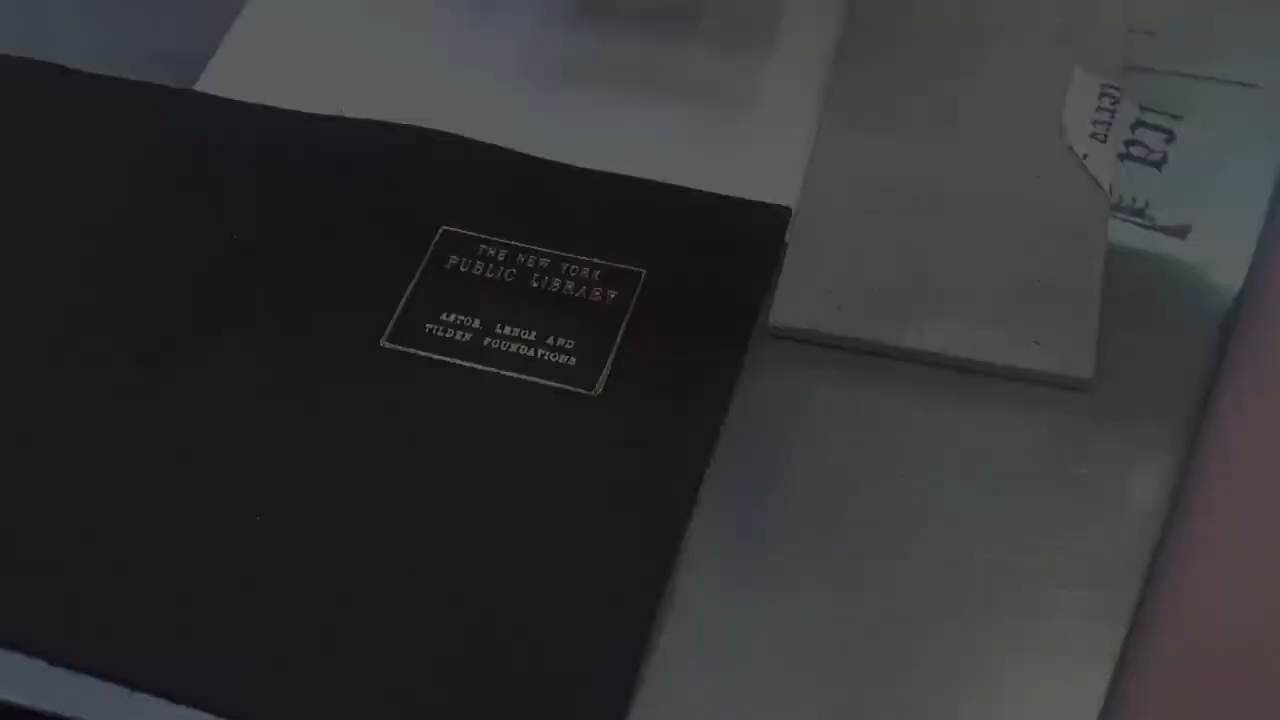 THE NEW YORK
PUBLIC LIBRARY
ASTOR, LENOX AND
TILDEN FOUNDATIONS